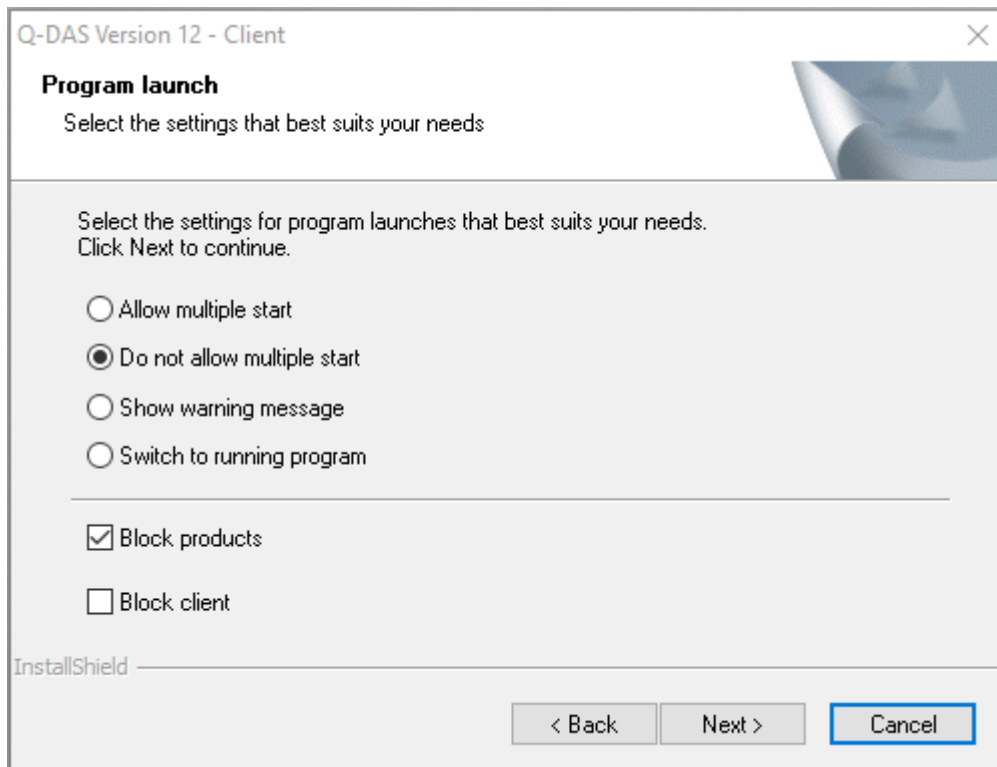 Q-DAS Version 12 - Client
Program launch
Select the settings that best suits your needs
Select the settings for program launches that best suits your needs.
Click Next to continue.
Allow multiple start
Do not allow multiple start
Show warning message
Switch to running program
Block products
Block client
InstallShield
< Back
Next >
Cancel